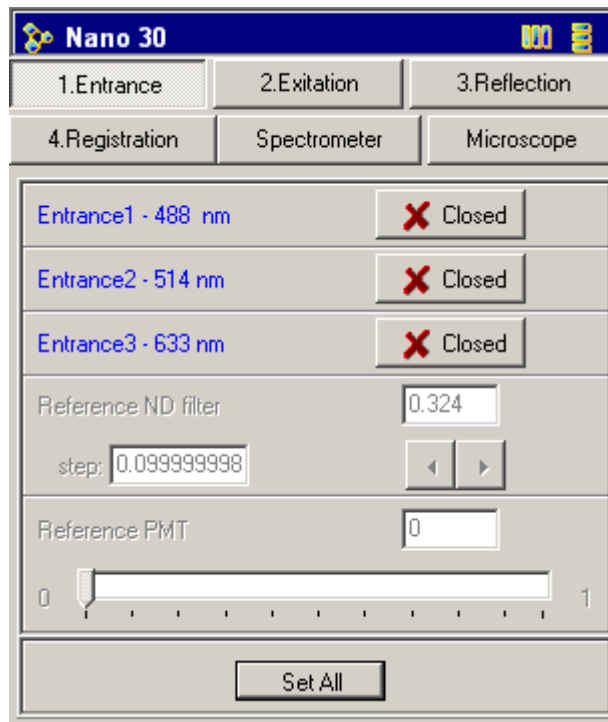 Nano 30
1.Entrance 2.Exitation 3.Reflection
4.Registration Spectrometer Microscope
Entrance1 - 488 nm Closed
Entrance2 - 514 nm Closed
Entrance3 - 633 nm Closed
Reference ND filter 0.324
step: 0.099999998
Reference PMT 0
0 1
Set All